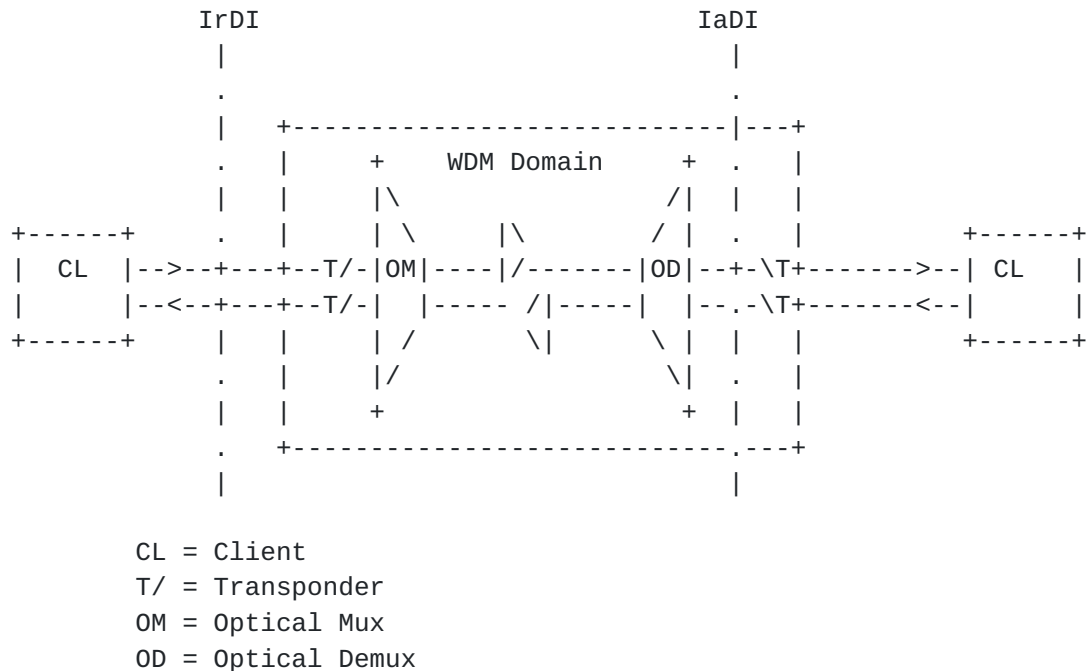 IrDI IaDI
WDM Domain
CL T/ OM OD \T CL
T/ \T
CL = Client
T/ = Transponder
OM = Optical Mux
OD = Optical Demux